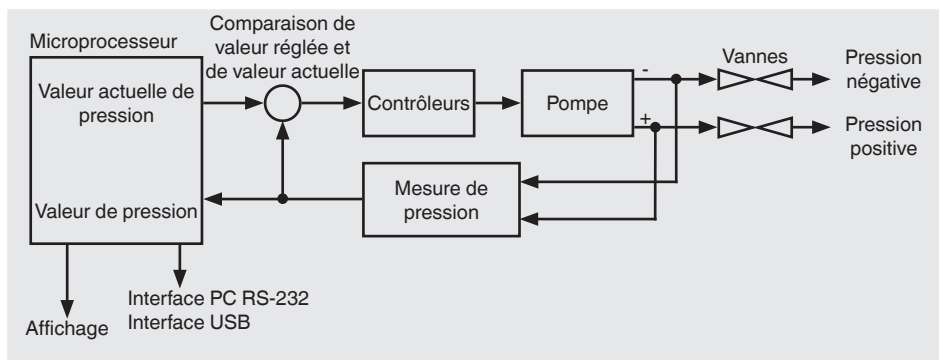 Microprocesseur
Valeur actuelle de
pression
Valeur de pression
Comparaison de
valeur réglée et
de valeur actuelle
Contrôleurs
Pompe
-
+
Vannes
Pression
négative
Pression
positive
Mesure de
pression
Interface PC RS-232
Interface USB
Affichage